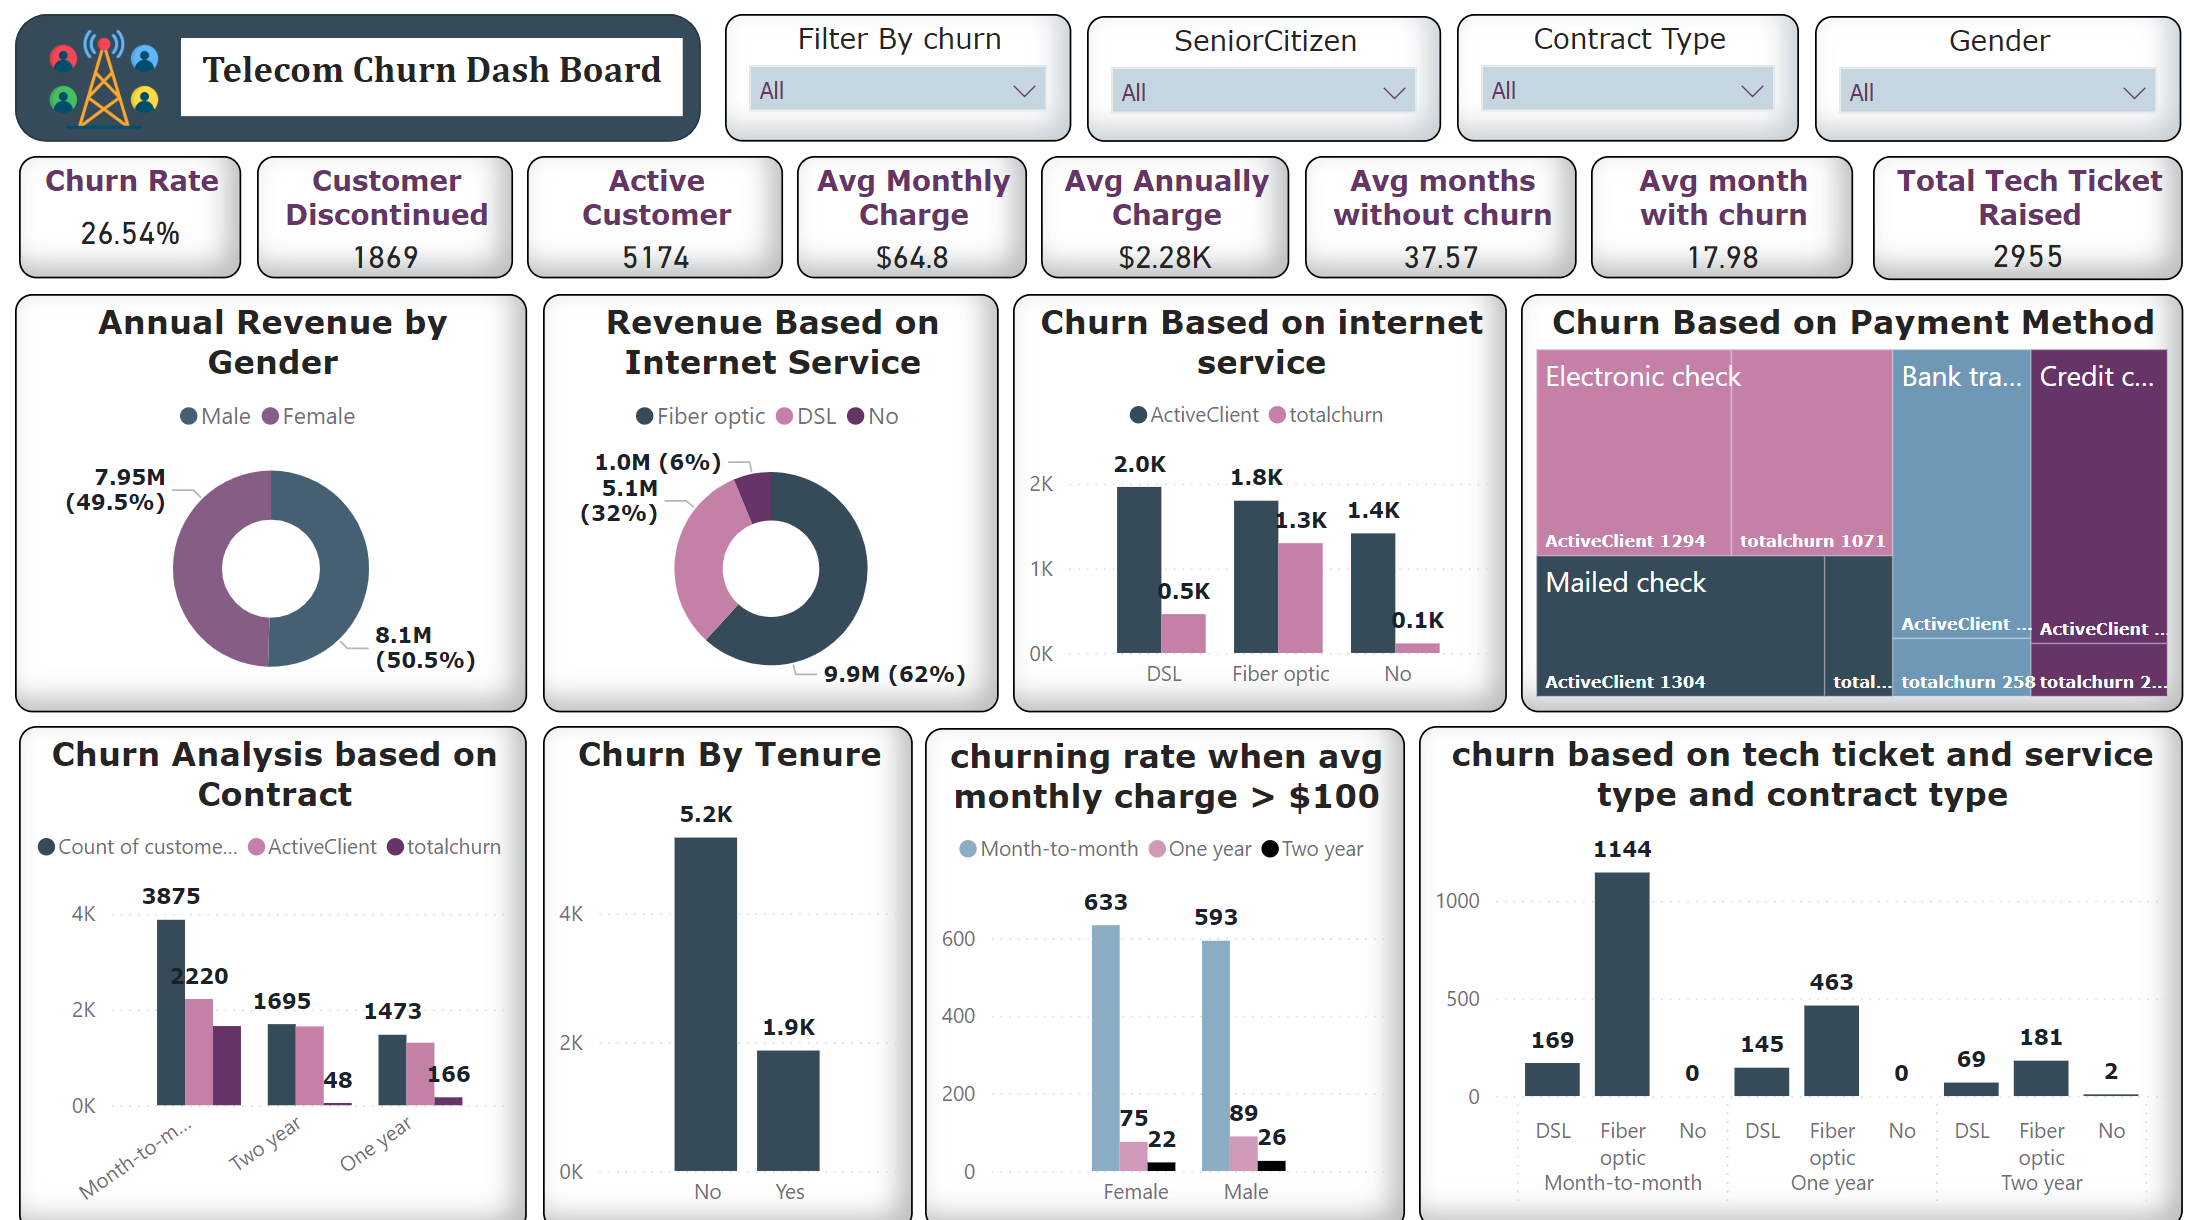 Telecom Churn Dash Board
Filter By churn
All
SeniorCitizen
All
Contract Type
All
Gender
All
Churn Rate
26.54%
Customer
Discontinued
1869
Active
Customer
5174
Avg Monthly
Charge
$64.8
Avg Annually
Charge
$2.28K
Avg months
without churn
37.57
Avg month
with churn
17.98
Total Tech Ticket
Raised
2955
Annual Revenue by
Gender
Male Female
7.95M
(49.5%)
8.1M
(50.5%)
Revenue Based on
Internet Service
Fiber optic DSL No
1.0M (6%)
5.1M
(32%)
9.9M (62%)
Churn Based on internet
service
ActiveClient totalchurn
2K
1K
0K
2.0K
0.5K
1.8K
1.3K
1.4K
0.1K
DSL Fiber optic No
Churn Based on Payment Method
Electronic check
ActiveClient 1294
totalchurn 1071
Mailed check
ActiveClient 1304
total...
Bank tra...
ActiveClient ...
totalchurn 258
Credit c...
ActiveClient ...
totalchurn 2...
Churn Analysis based on
Contract
Count of custome... ActiveClient totalchurn
4K
2K
0K
3875
2220
1695
48
1473
166
Month-to-m...
Two year
One year
Churn By Tenure
4K
2K
0K
5.2K
1.9K
No Yes
churning rate when avg
monthly charge > $100
Month-to-month One year Two year
600
400
200
0
633
75
22
593
89
26
Female Male
churn based on tech ticket and service
type and contract type
1000
500
0
169
1144
0
145
463
0
69
181
2
DSL Fiber optic No DSL Fiber optic No DSL Fiber optic No
Month-to-month One year Two year